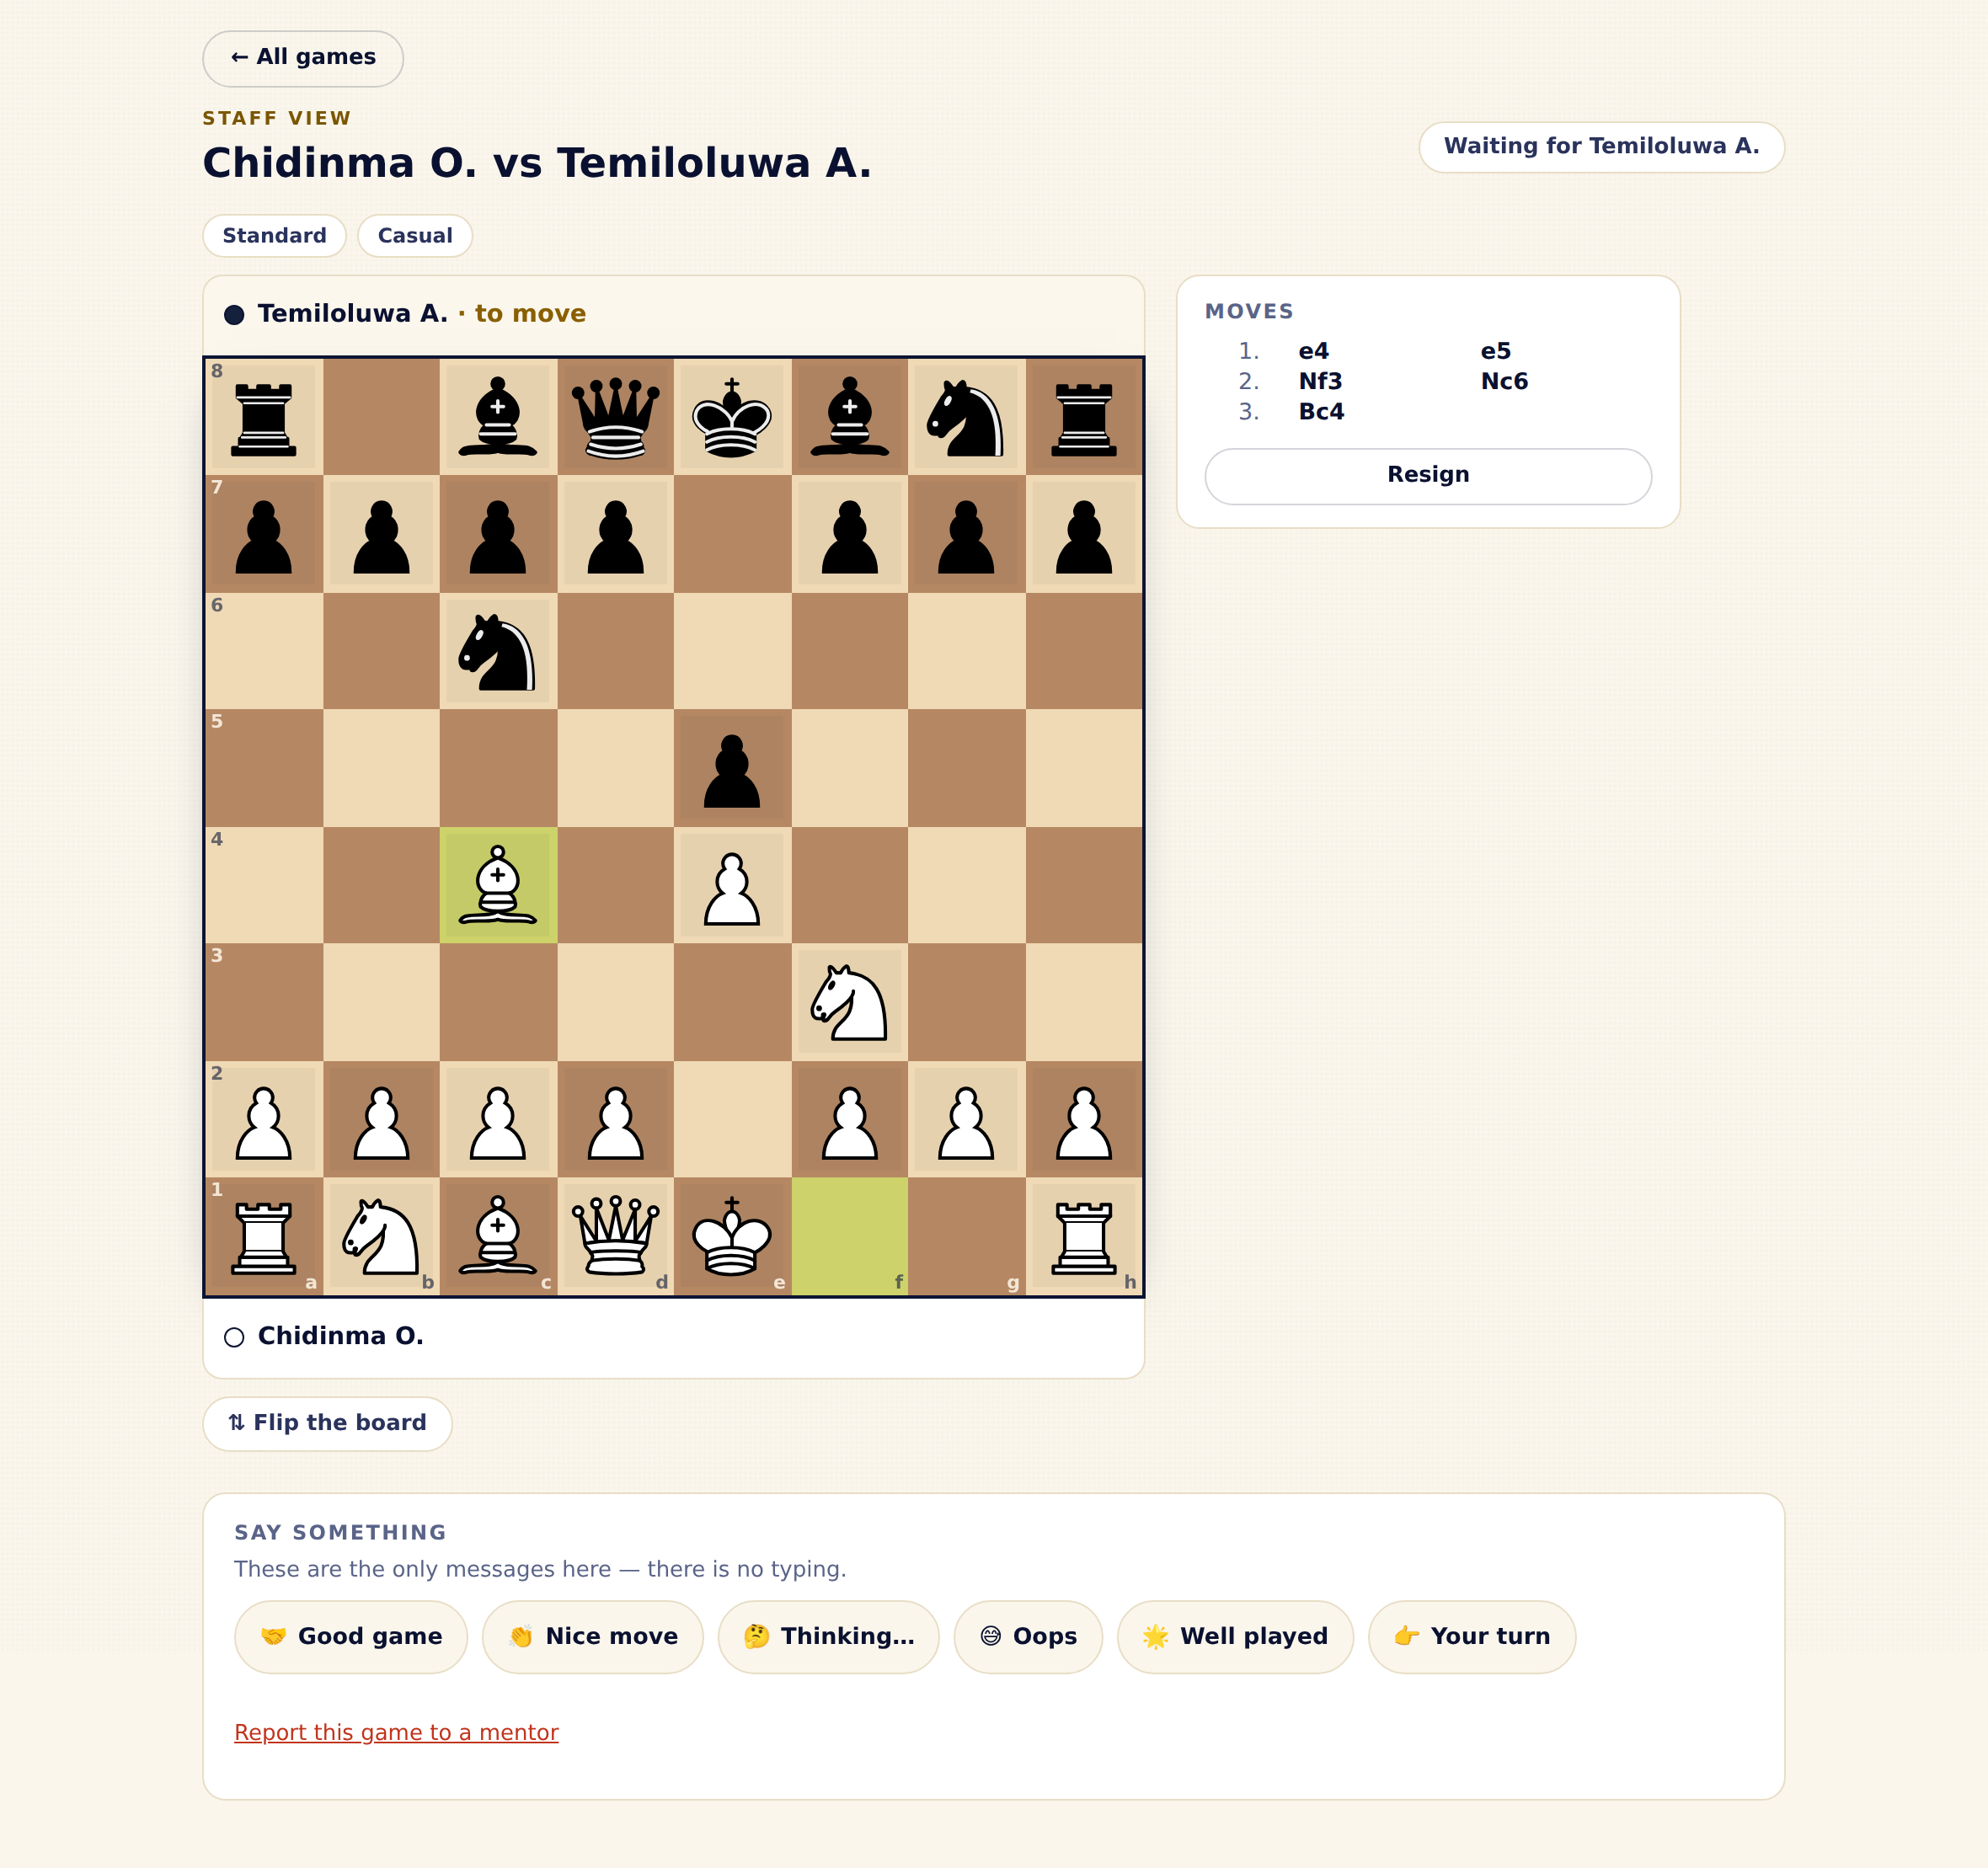 ← All games
STAFF VIEW
Chidinma O. vs Temiloluwa A.
Waiting for Temiloluwa A.
Standard
Casual
Temiloluwa A. · to move
MOVES
1. e4 e5
2. Nf3 Nc6
3. Bc4
Resign
8
7
6
5
4
3
2
1
a b c d e f g h
Chidinma O.
⇅ Flip the board
SAY SOMETHING
These are the only messages here — there is no typing.
🤝 Good game
👏 Nice move
🤔 Thinking…
😅 Oops
🌟 Well played
👉 Your turn
Report this game to a mentor